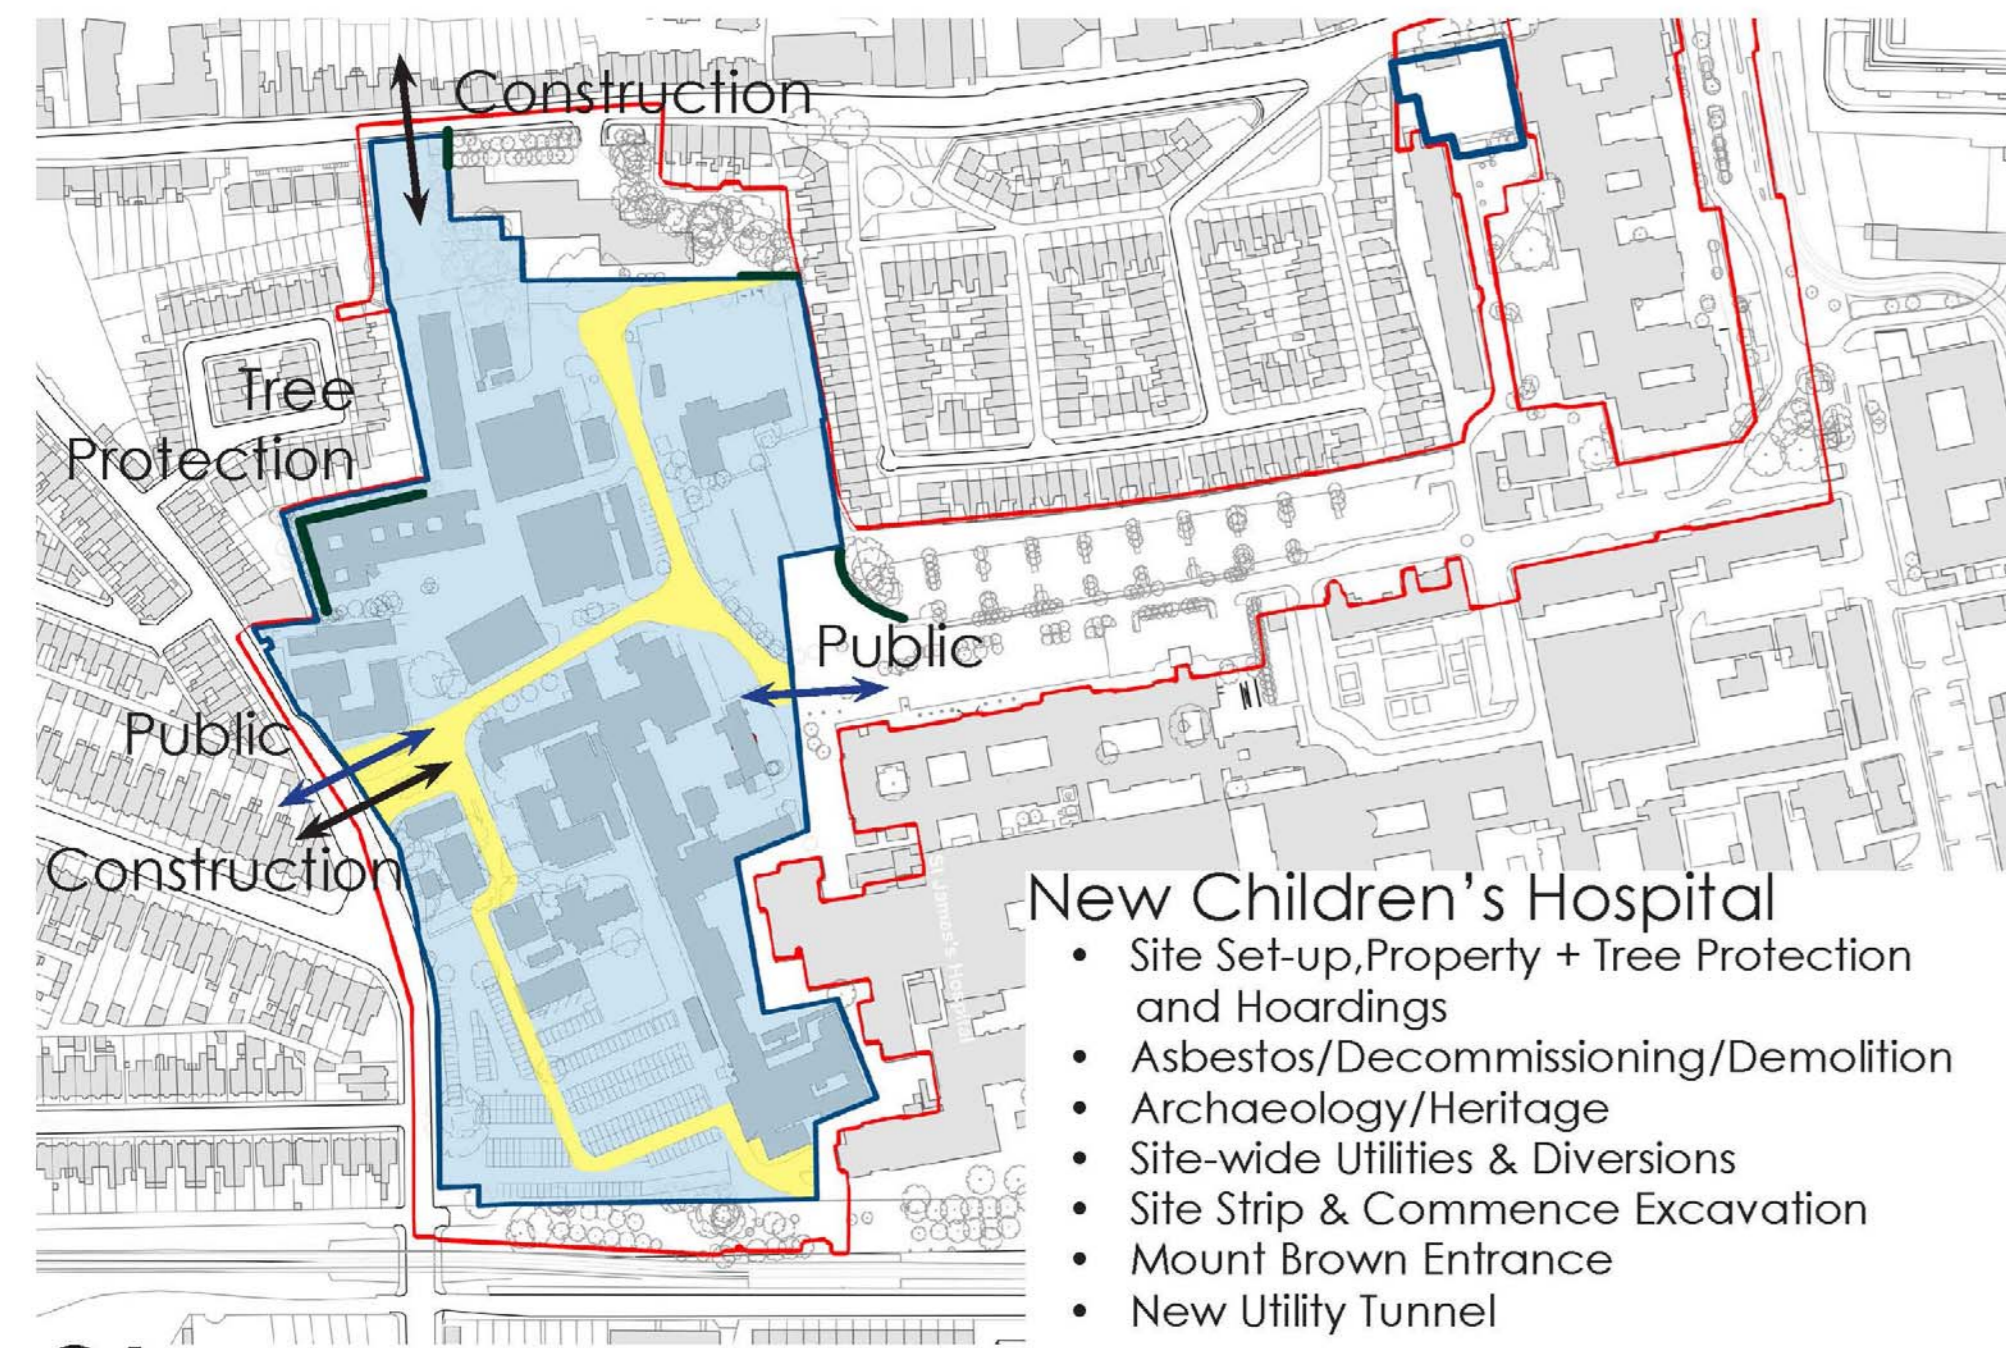 Construction
Tree
Protection
Public
Public
Construction
St James's Hospital
New Children's Hospital
• Site Set-up,Property + Tree Protection
and Hoardings
• Asbestos/Decommissioning/Demolition
• Archaeology/Heritage
• Site-wide Utilities & Diversions
• Site Strip & Commence Excavation
• Mount Brown Entrance
• New Utility Tunnel